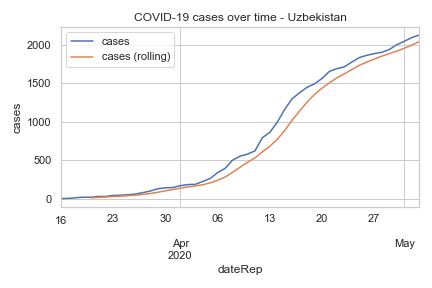 COVID-19 cases over time - Uzbekistan
cases
cases (rolling)
cases
2000
1500
1000
500
0
16 23 30 06 13 20 27
Apr May
2020
dateRep